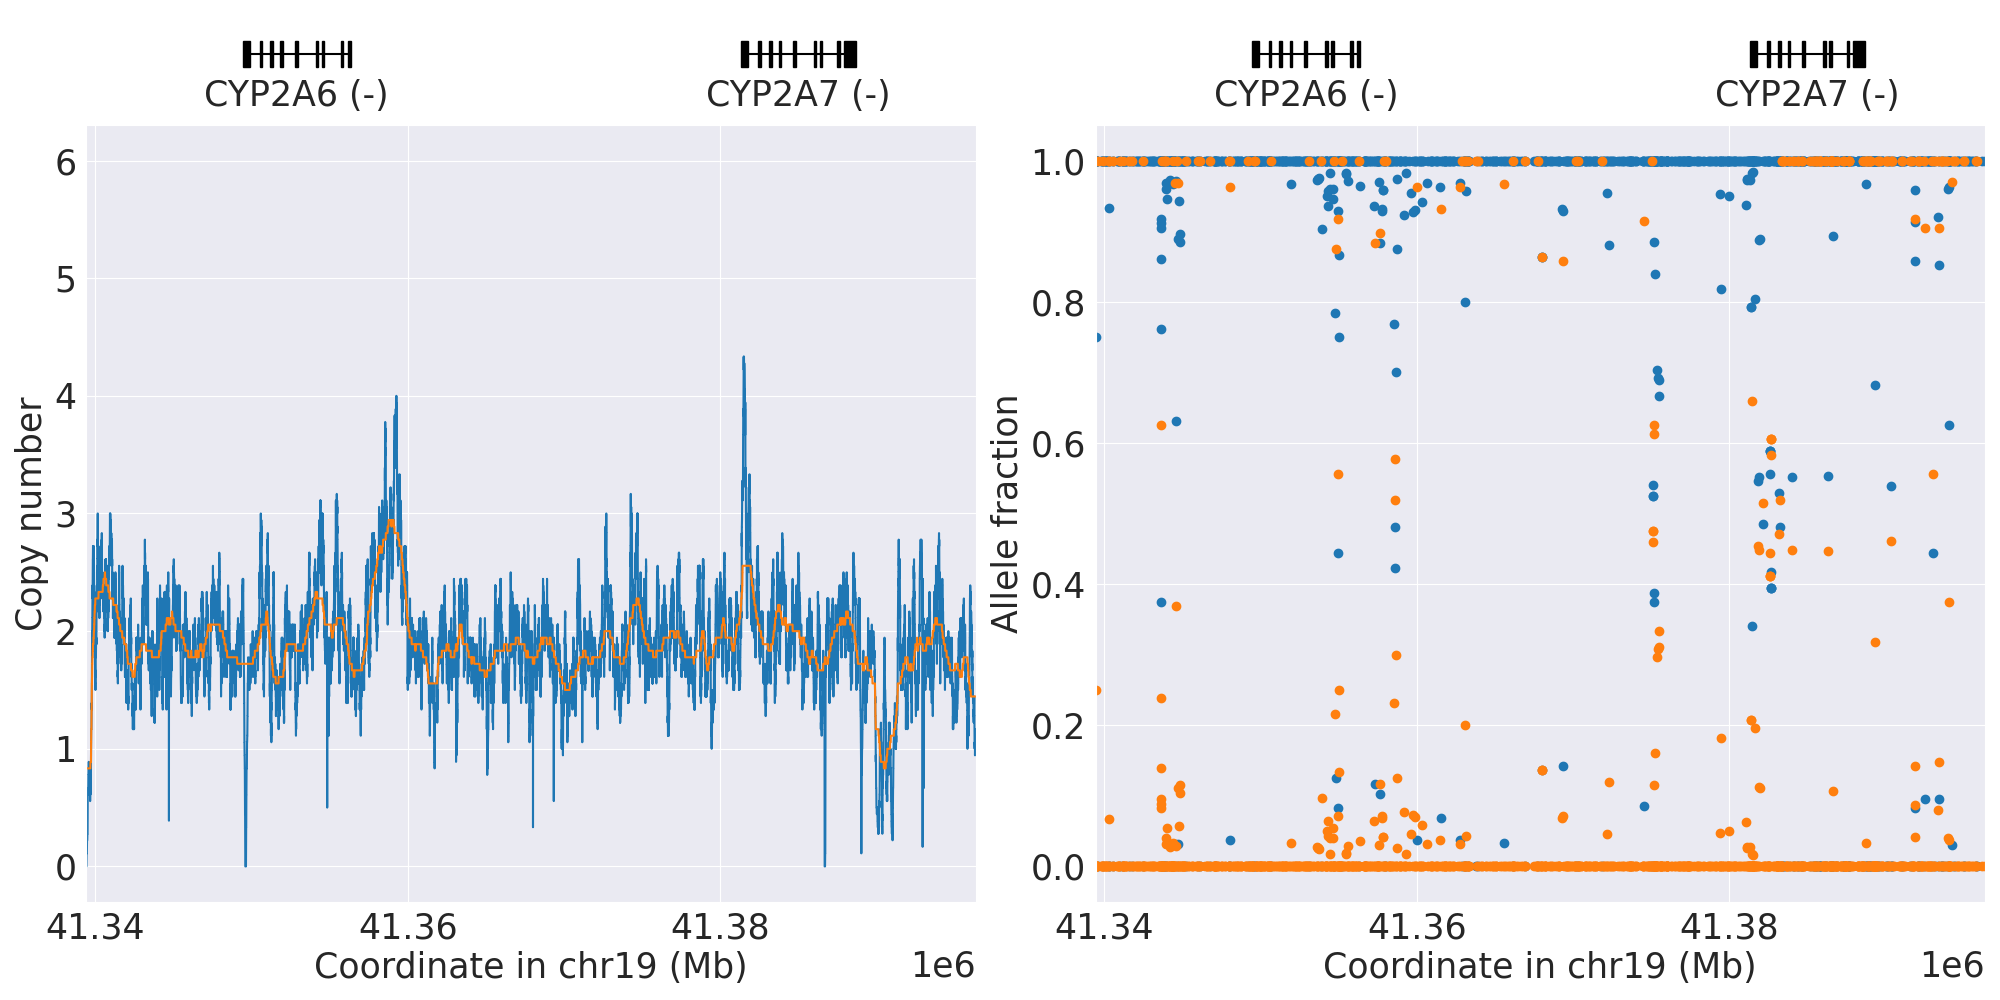 CYP2A6 (-)
CYP2A7 (-)
CYP2A6 (-)
CYP2A7 (-)
Copy number
6
5
4
3
2
1
0
41.34
41.36
41.38
Coordinate in chr19 (Mb)
1e6
Allele fraction
1.0
0.8
0.6
0.4
0.2
0.0
41.34
41.36
41.38
Coordinate in chr19 (Mb)
1e6